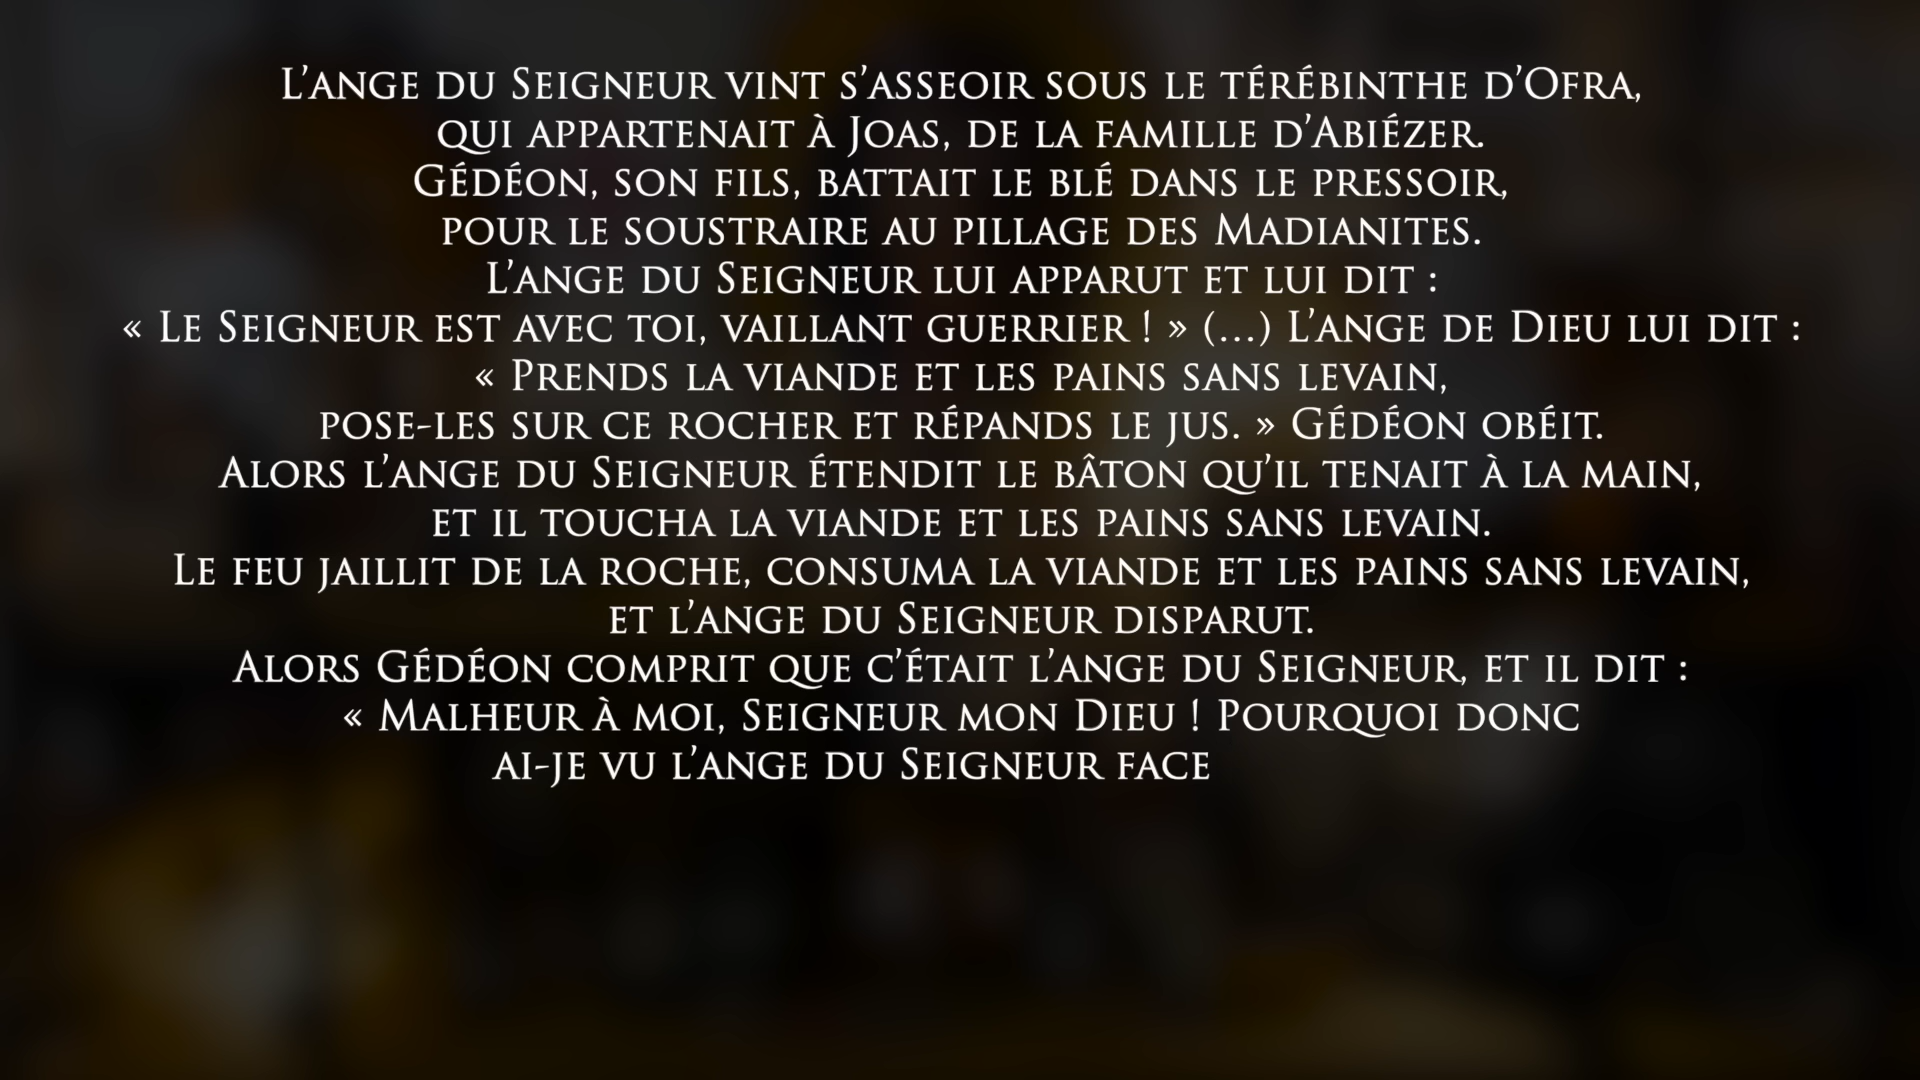 L’ange du Seigneur vint s’asseoir sous le térébinthe d’Ofra,
qui appartenait à Joas, de la famille d’Abiézer.
Gédéon, son fils, battait le blé dans le pressoir,
pour le soustraire au pillage des Madianites.
L’ange du Seigneur lui apparut et lui dit :
« Le Seigneur est avec toi, vaillant guerrier ! » (…) L’ange de Dieu lui dit :
« Prends la viande et les pains sans levain,
pose-les sur ce rocher et répands le jus. » Gédéon obéit.
Alors l’ange du Seigneur étendit le bâton qu’il tenait à la main,
et il toucha la viande et les pains sans levain.
Le feu jaillit de la roche, consuma la viande et les pains sans levain,
et l’ange du Seigneur disparut.
Alors Gédéon comprit que c’était l’ange du Seigneur, et il dit :
« Malheur à moi, Seigneur mon Dieu ! Pourquoi donc
ai-je vu l’ange du Seigneur face